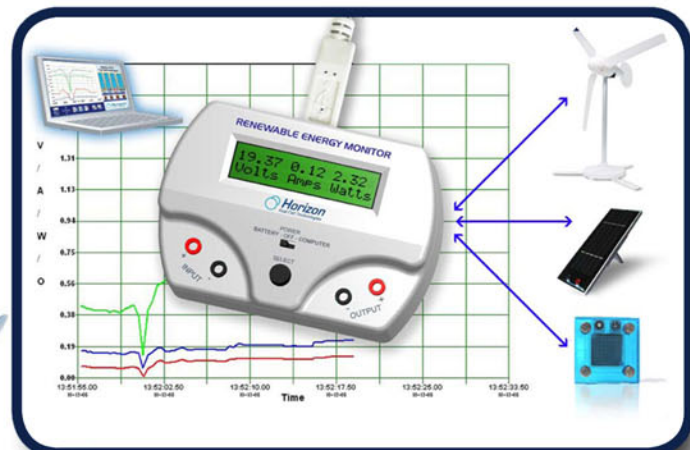 RENEWABLE ENERGY MONITOR
19.37 0.12 2.32
Volts Amps Watts
Horizon
POWER
BATTERY - OFF - COMPUTER
SELECT
INPUT
+
-
OUTPUT
-
+
V / A / W / O
1.31
1.13
0.94
0.75
0.56
0.38
0.19
0.00
13:51:55.00
13:52:02.50
13:52:10.00
13:52:17.50
13:52:25.00
13:52:33.50
Time